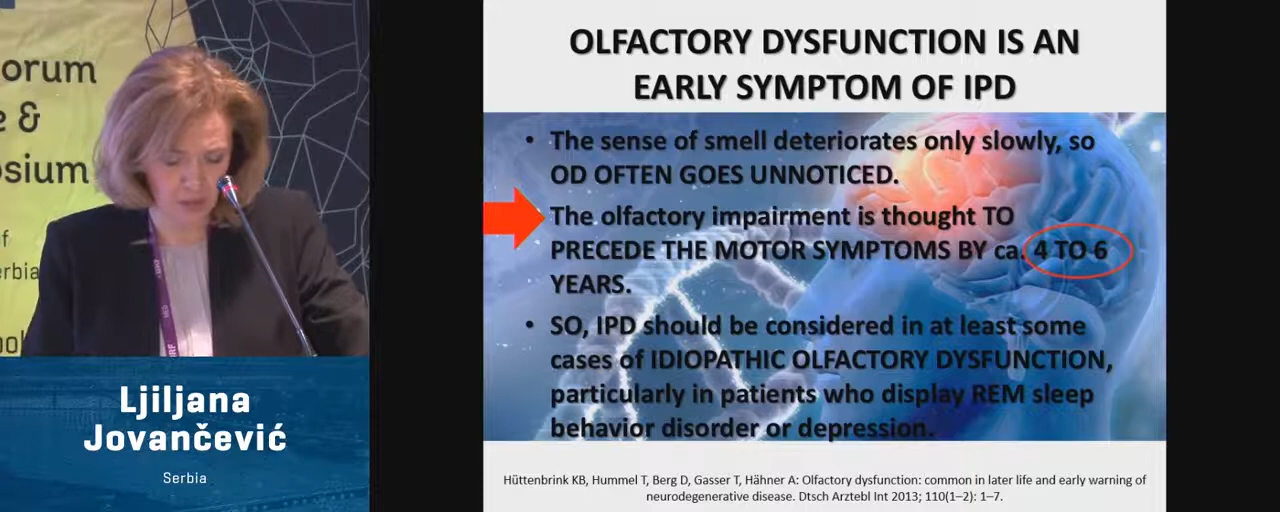 orum
e &
osium
of
erbia
ool
Ljiljana
Jovančević
Serbia
OLFACTORY DYSFUNCTION IS AN
EARLY SYMPTOM OF IPD
• The sense of smell deteriorates only slowly, so
OD OFTEN GOES UNNOTICED.
The olfactory impairment is thought TO
PRECEDE THE MOTOR SYMPTOMS BY ca. 4 TO 6
YEARS.
• SO, IPD should be considered in at least some
cases of IDIOPATHIC OLFACTORY DYSFUNCTION,
particularly in patients who display REM sleep
behavior disorder or depression.
Hüttenbrink KB, Hummel T, Berg D, Gasser T, Hähner A: Olfactory dysfunction: common in later life and early warning of
neurodegenerative disease. Dtsch Arztebl Int 2013; 110(1–2): 1–7.